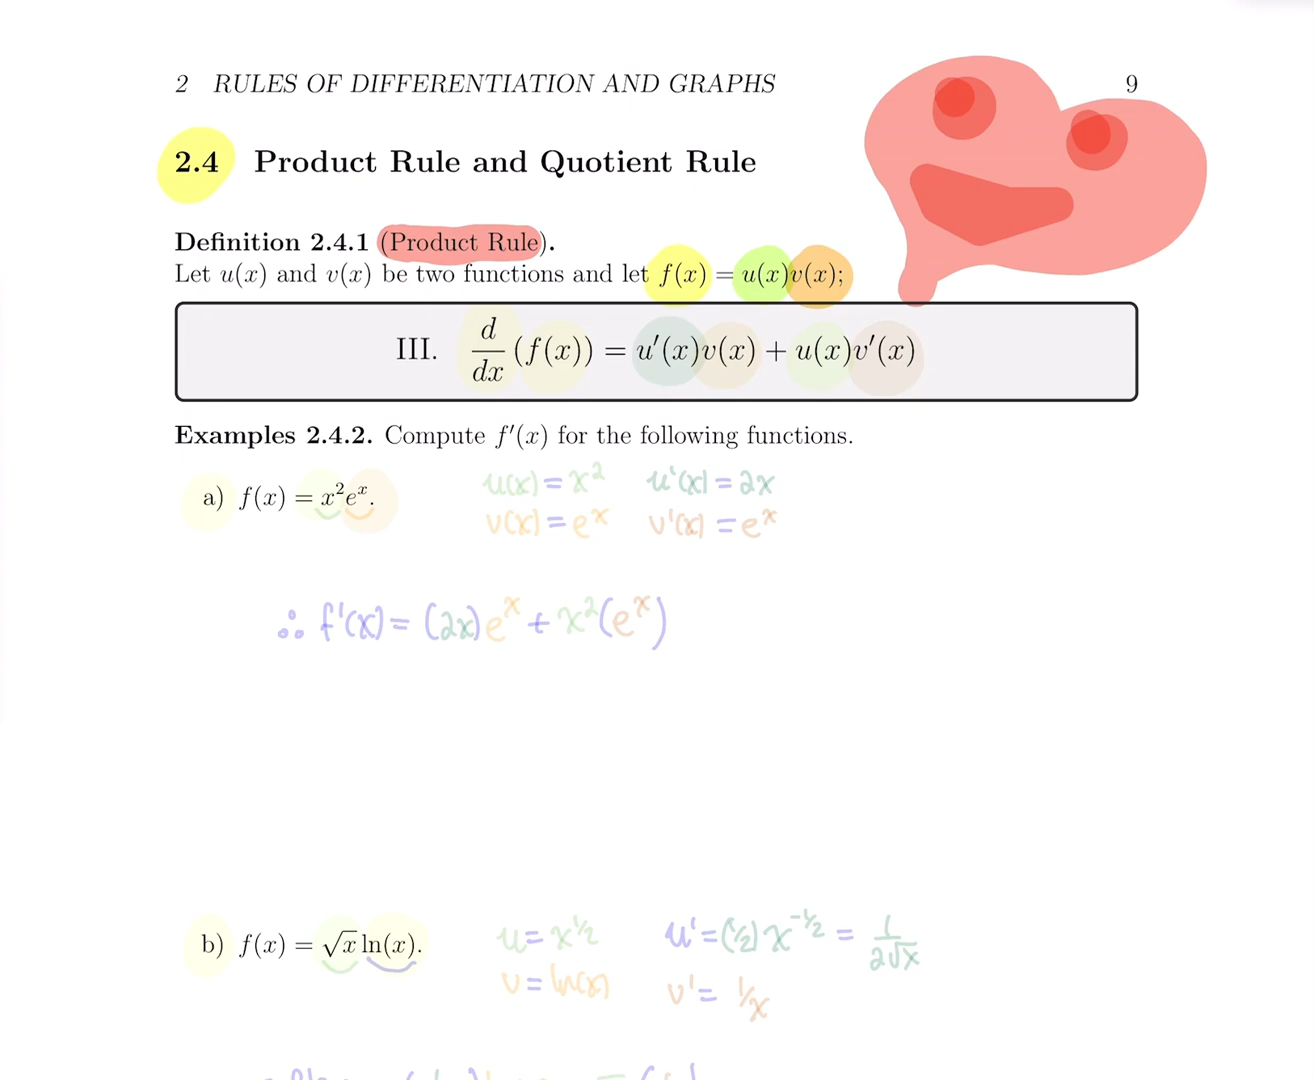 2 RULES OF DIFFERENTIATION AND GRAPHS 9
2.4 Product Rule and Quotient Rule
Definition 2.4.1 (Product Rule).
Let u(x) and v(x) be two functions and let f(x) = u(x)v(x);
III. d/dx (f(x)) = u′(x)v(x) + u(x)v′(x)
Examples 2.4.2. Compute f′(x) for the following functions.
a) f(x) = x²eˣ.
u(x) = x² u'(x) = 2x
v(x) = eˣ v'(x) = eˣ
∴ f'(x) = (2x)eˣ + x²(eˣ)
b) f(x) = √x ln(x).
u = x^½ u' = (½) x^-½ = 1/2√x
v = ln(x) v' = 1/x